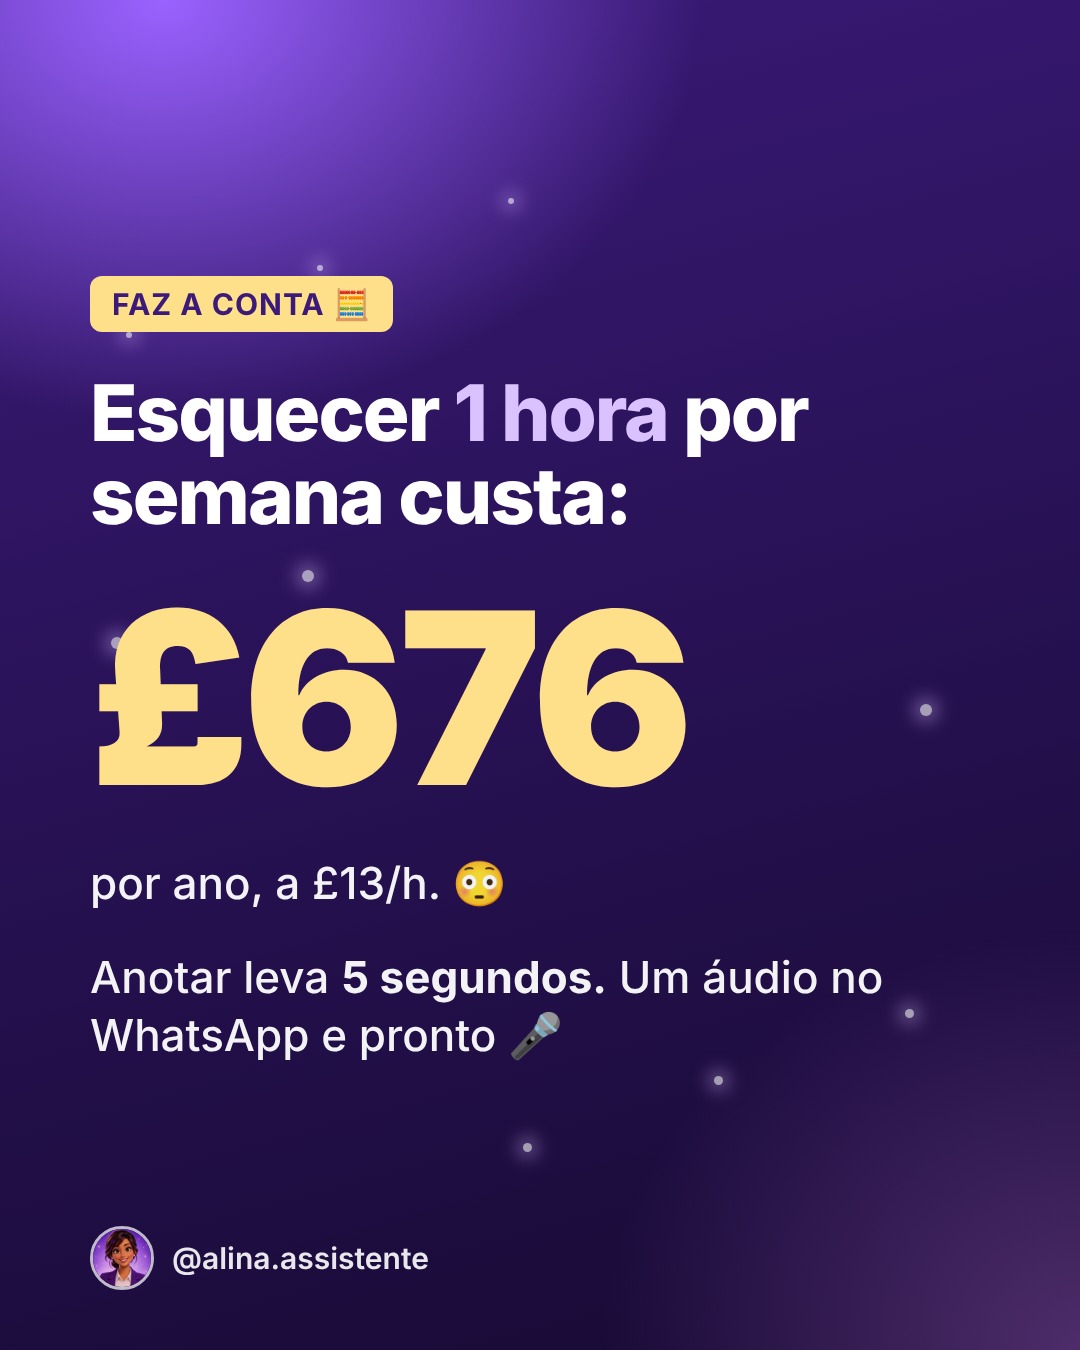 FAZ A CONTA 🧮
Esquecer 1 hora por
semana custa:
£676
por ano, a £13/h. 😳
Anotar leva 5 segundos. Um áudio no
WhatsApp e pronto 🎤
@alina.assistente